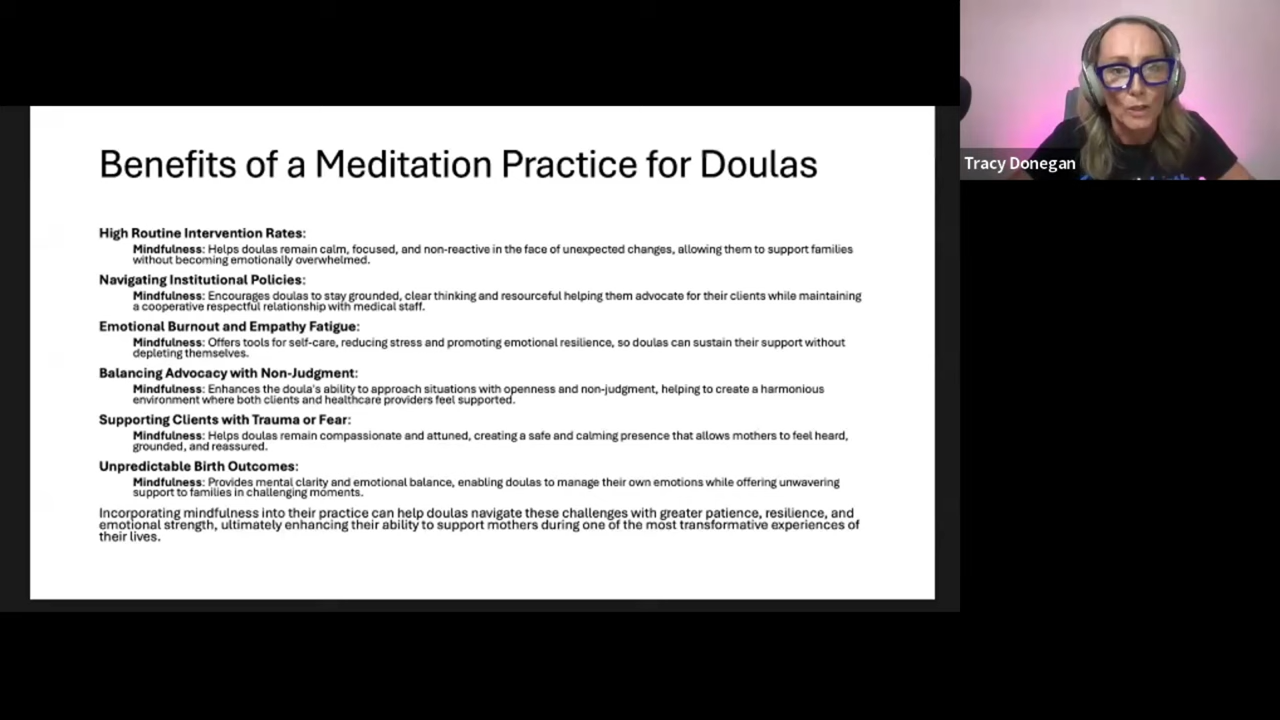 Benefits of a Meditation Practice for Doulas
High Routine Intervention Rates:
Mindfulness: Helps doulas remain calm, focused, and non-reactive in the face of unexpected changes, allowing them to support families
without becoming emotionally overwhelmed.
Navigating Institutional Policies:
Mindfulness: Encourages doulas to stay grounded, clear thinking and resourceful helping them advocate for their clients while maintaining
a cooperative respectful relationship with medical staff.
Emotional Burnout and Empathy Fatigue:
Mindfulness: Offers tools for self-care, reducing stress and promoting emotional resilience, so doulas can sustain their support without
depleting themselves.
Balancing Advocacy with Non-Judgment:
Mindfulness: Enhances the doula's ability to approach situations with openness and non-judgment, helping to create a harmonious
environment where both clients and healthcare providers feel supported.
Supporting Clients with Trauma or Fear:
Mindfulness: Helps doulas remain compassionate and attuned, creating a safe and calming presence that allows mothers to feel heard,
grounded, and reassured.
Unpredictable Birth Outcomes:
Mindfulness: Provides mental clarity and emotional balance, enabling doulas to manage their own emotions while offering unwavering
support to families in challenging moments.
Incorporating mindfulness into their practice can help doulas navigate these challenges with greater patience, resilience, and
emotional strength, ultimately enhancing their ability to support mothers during one of the most transformative experiences of
their lives.
Tracy Donegan